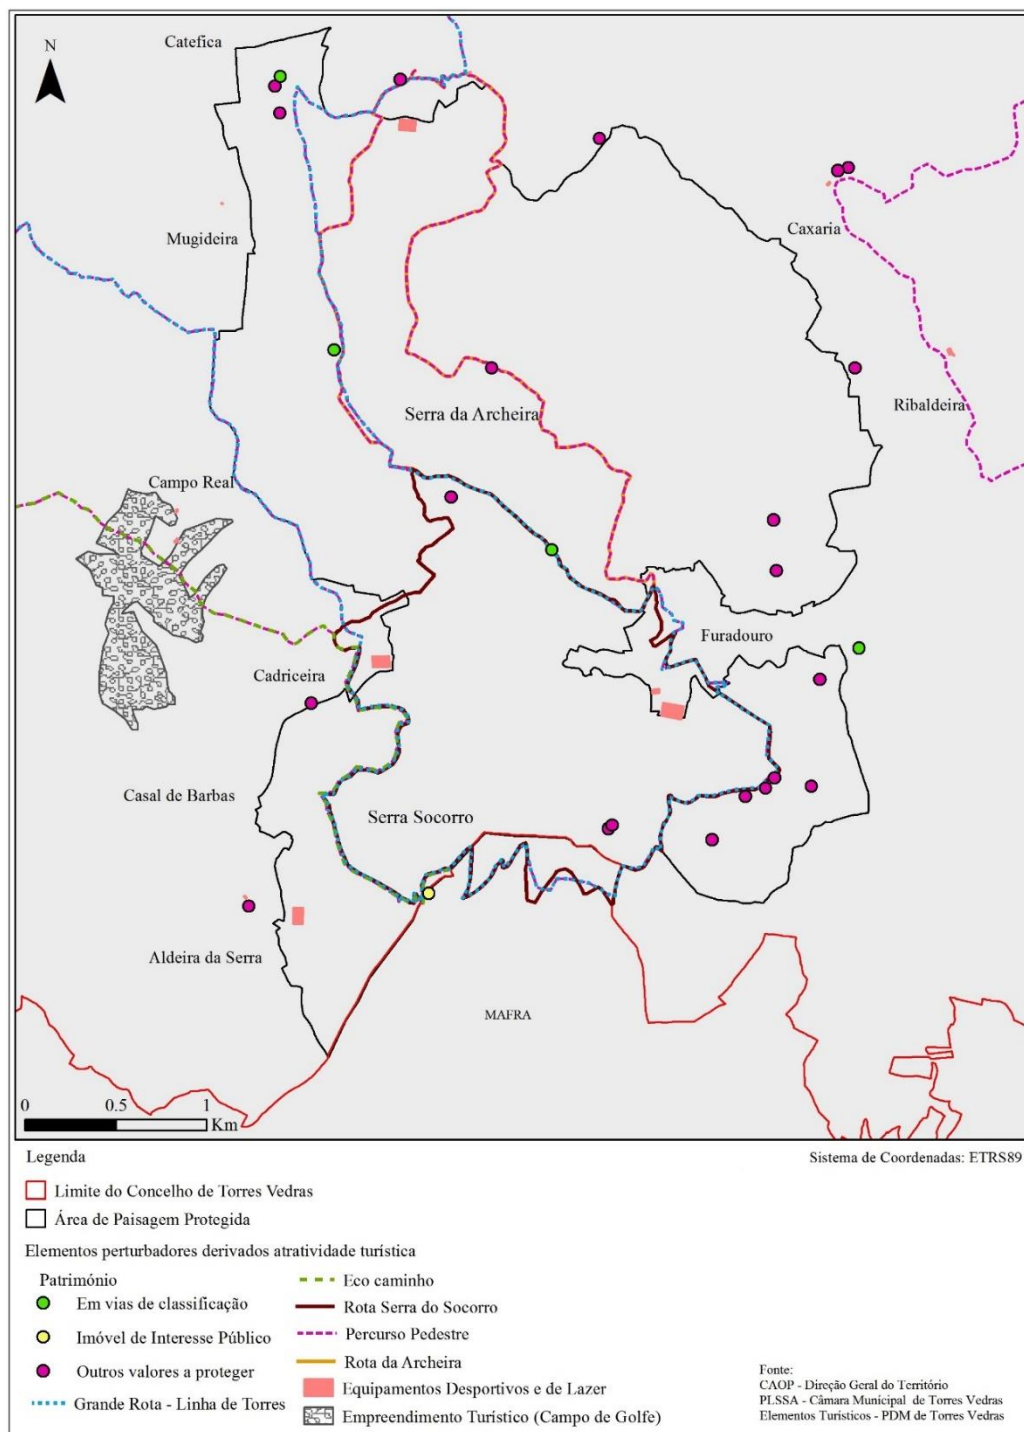 Catefica
N
Mugideira
Caxaria
Ribaldeira
Serra da Archeira
Campo Real
Furadouro
Cadriceira
Casal de Barbas
Serra Socorro
Aldeira da Serra
MAFRA
0 0.5 1
Km
Legenda
Sistema de Coordenadas: ETRS89
Limite do Concelho de Torres Vedras
Área de Paisagem Protegida
Elementos perturbadores derivados atratividade turística
Património
Em vias de classificação
Imóvel de Interesse Público
Outros valores a proteger
Grande Rota - Linha de Torres
Eco caminho
Rota Serra do Socorro
Percurso Pedestre
Rota da Archeira
Equipamentos Desportivos e de Lazer
Empreendimento Turístico (Campo de Golfe)
Fonte:
CAOP - Direção Geral do Território
PLSSA - Câmara Municipal de Torres Vedras
Elementos Turísticos - PDM de Torres Vedras